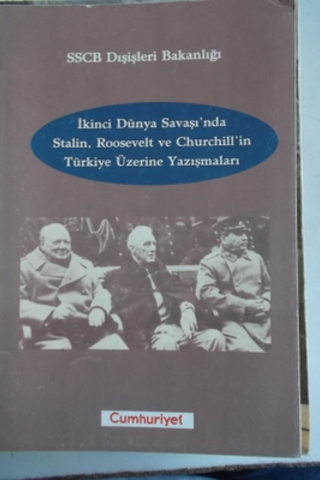 SSCB Dışişleri Bakanlığı
İkinci Dünya Savaşı'nda
Stalin, Roosevelt ve Churchill'in
Türkiye Üzerine Yazışmaları
Cumhuriyet